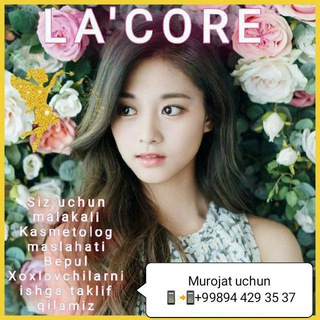 LA'CORE
Siz uchun
malakali
Kasmetolog
maslahati
Bepul
Xoxlovchilarni
ishga taklif
qilamiz
Murojat uchun
📱📲+99894 429 35 37